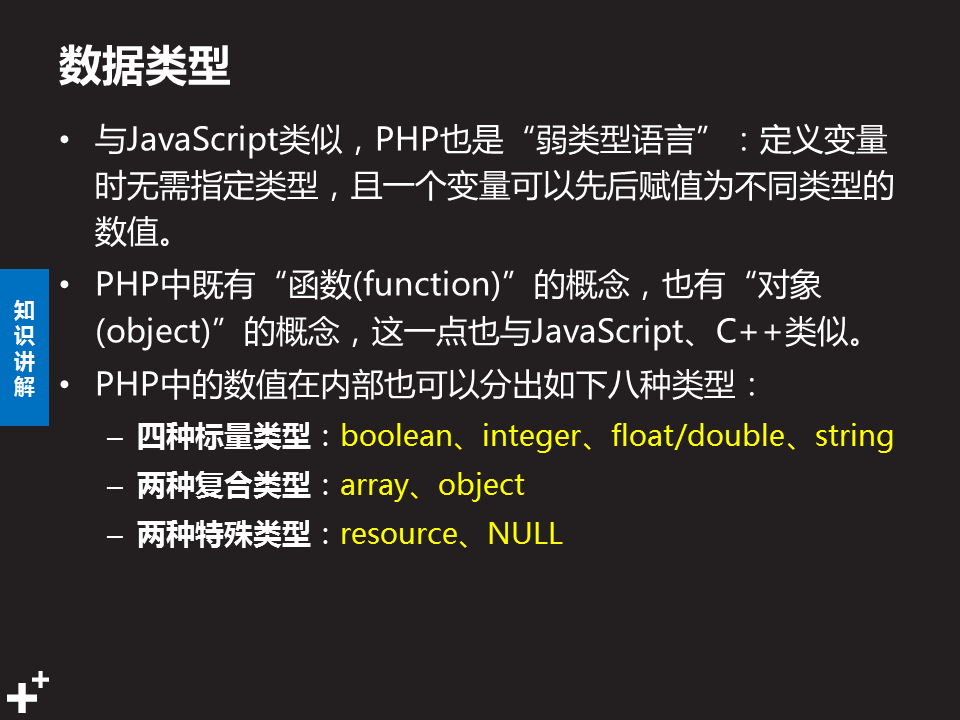 数据类型
• 与JavaScript类似，PHP也是“弱类型语言”：定义变量
时无需指定类型，且一个变量可以先后赋值为不同类型的
数值。
• PHP中既有“函数(function)”的概念，也有“对象
(object)”的概念，这一点也与JavaScript、C++类似。
• PHP中的数值在内部也可以分出如下八种类型：
– 四种标量类型：boolean、integer、float/double、string
– 两种复合类型：array、object
– 两种特殊类型：resource、NULL
知
识
讲
解